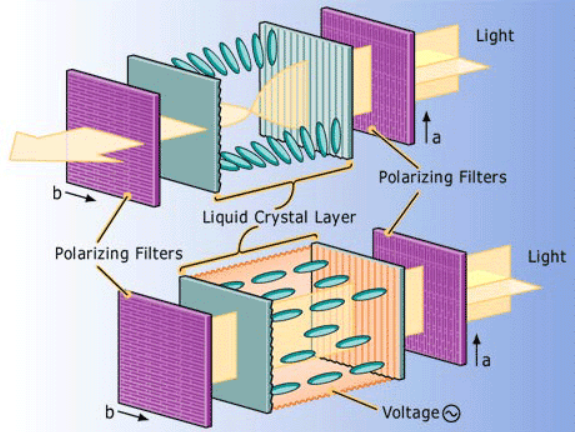 Light
a
Polarizing Filters
b
Liquid Crystal Layer
Polarizing Filters
Light
a
b
Voltage